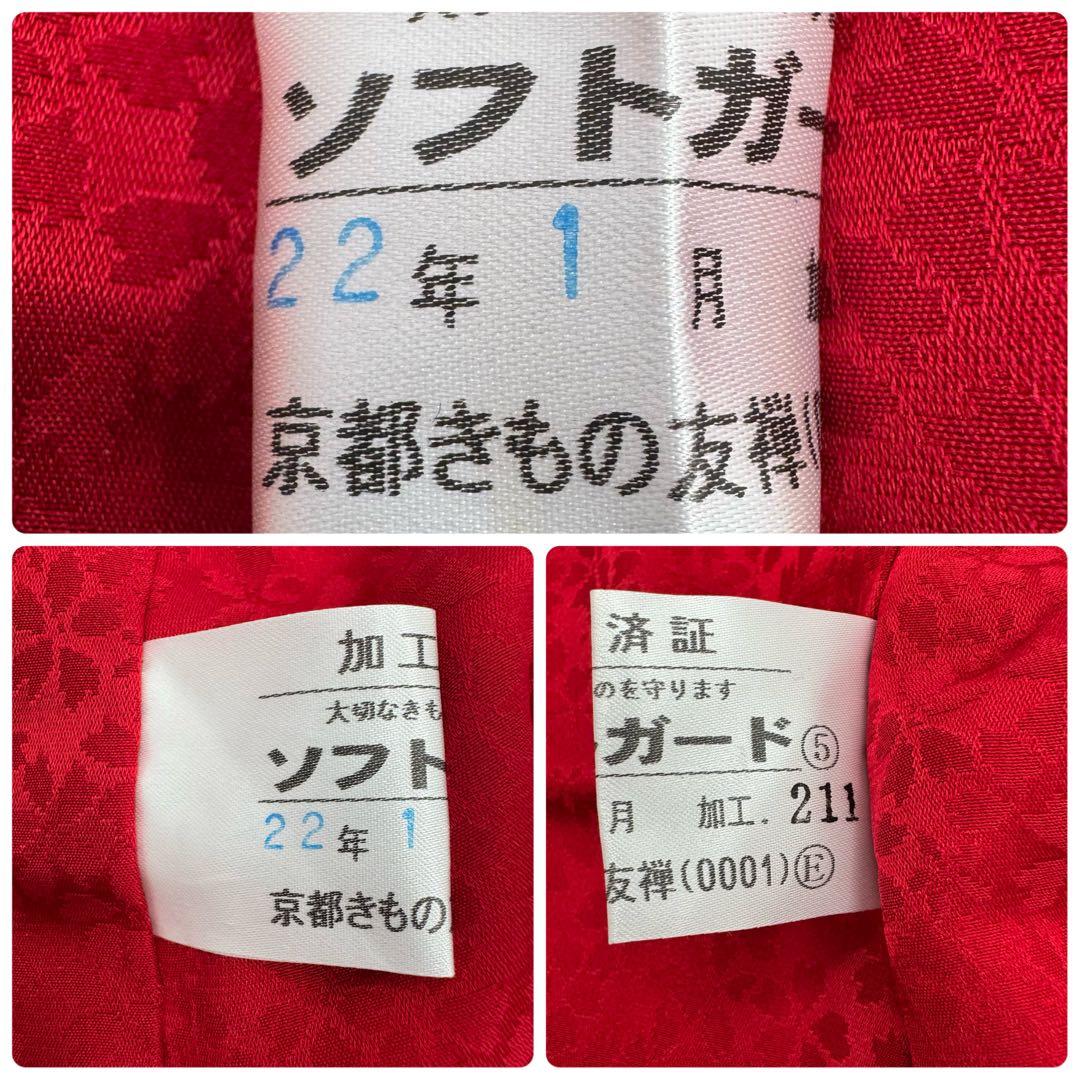 ソフトガー
22年 1月
京都きもの友禅(
加工
大切なきも
ソフト
22年 1
京都きもの
済証
のを守ります
ガード⑤
月 加工. 211
友禅(0001)Ⓔ